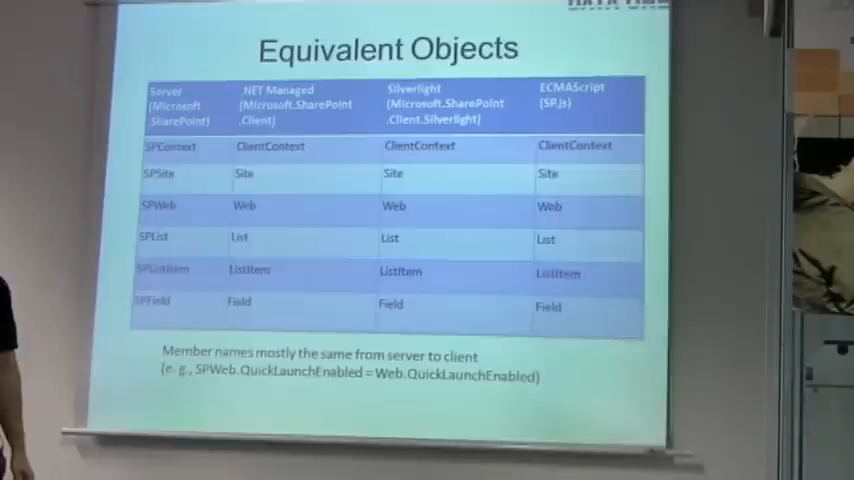 Equivalent Objects
Server (Microsoft.SharePoint) .NET Managed (Microsoft.SharePoint.Client) Silverlight (Microsoft.SharePoint.Client.Silverlight) ECMAScript (SP.js)
SPContext ClientContext ClientContext ClientContext
SPSite Site Site Site
SPWeb Web Web Web
SPList List List List
SPListItem ListItem ListItem ListItem
SPField Field Field Field
Member names mostly the same from server to client
(e. g., SPWeb.QuickLaunchEnabled = Web.QuickLaunchEnabled)